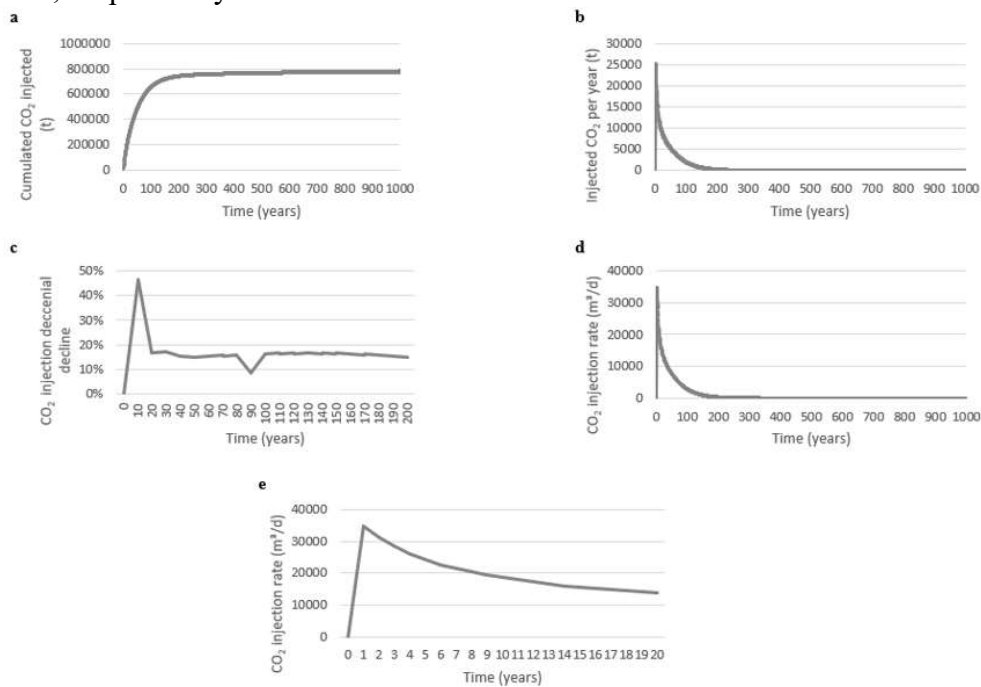 a
Cumulated CO₂ injected
(t)
1000000
800000
600000
400000
200000
0
0 100 200 300 400 500 600 700 800 900 1000
Time (years)
b
Injected CO₂ per year (t)
30000
25000
20000
15000
10000
5000
0
0 100 200 300 400 500 600 700 800 900 1000
Time (years)
c
CO₂ injection deccenial
decline
50%
40%
30%
20%
10%
0%
0 10 20 30 40 50 60 70 80 90 100 110 120 130 140 150 160 170 180 190 200
Time (years)
d
CO₂ injection rate (m³/d)
40000
30000
20000
10000
0
0 100 200 300 400 500 600 700 800 900 1000
Time (years)
e
CO₂ injection rate (m³/d)
40000
30000
20000
10000
0
0 1 2 3 4 5 6 7 8 9 10 11 12 13 14 15 16 17 18 19 20
Time (years)